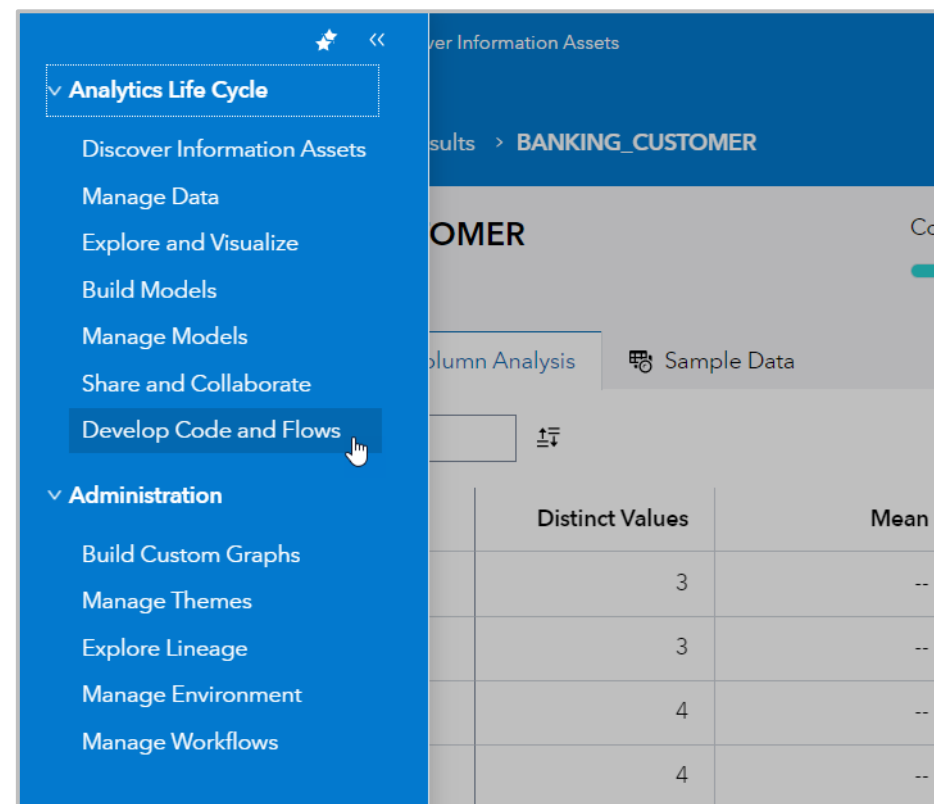 Analytics Life Cycle
Discover Information Assets
Manage Data
Explore and Visualize
Build Models
Manage Models
Share and Collaborate
Develop Code and Flows
Administration
Build Custom Graphs
Manage Themes
Explore Lineage
Manage Environment
Manage Workflows
ver Information Assets
sults > BANKING_CUSTOMER
OMER
Co
olumn Analysis
Sample Data
Distinct Values Mean
3 --
3 --
4 --
4 --